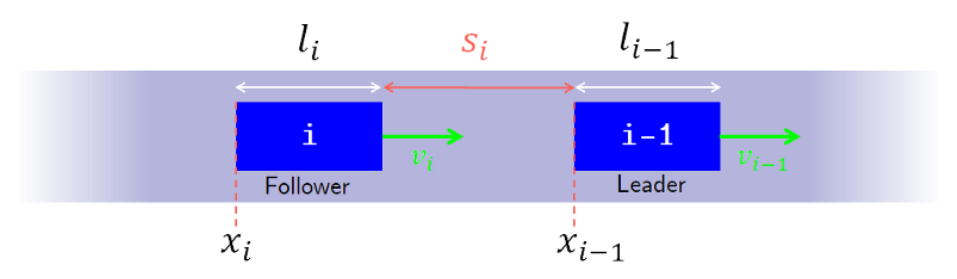 l_i s_i l_{i-1}
i i-1
v_i v_{i-1}
Follower Leader
x_i x_{i-1}